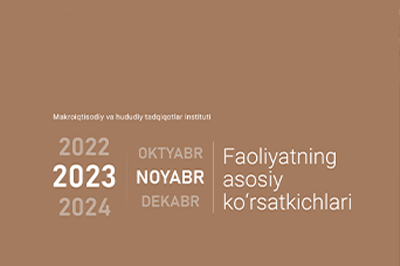 Makroiqtisodiy va hududiy tadqiqotlar instituti
2022
2023
2024
OKTYABR
NOYABR
DEKABR
Faoliyatning
asosiy
ko‘rsatkichlari